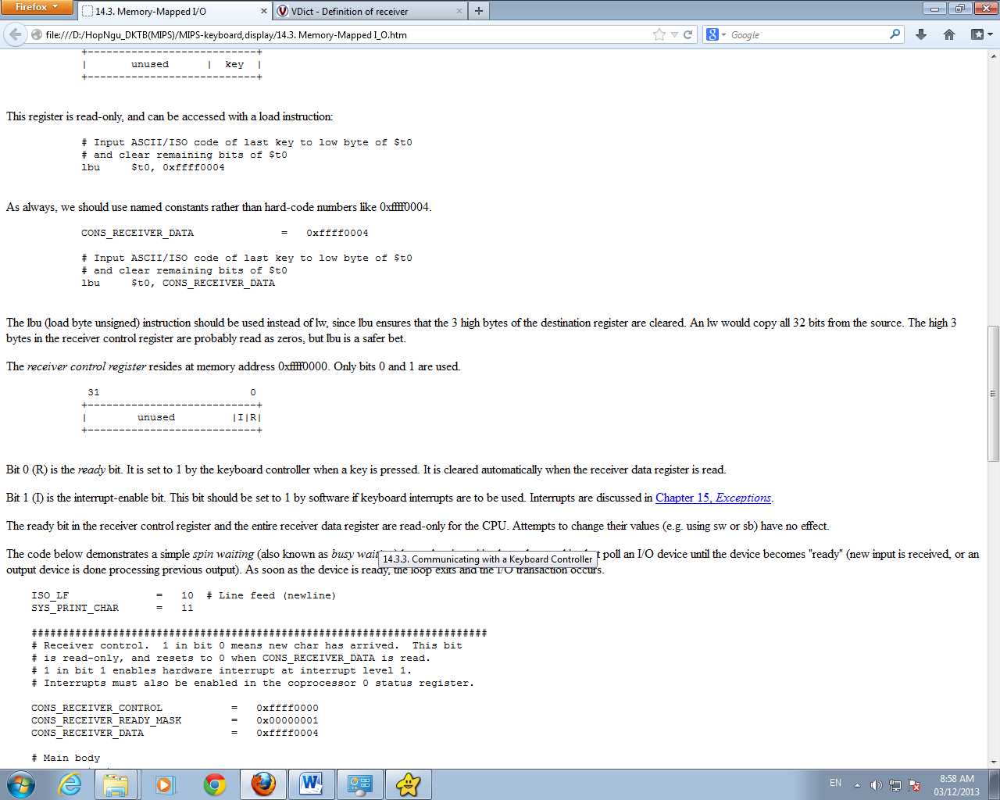 Firefox
14.3. Memory-Mapped I/O
VDict - Definition of receiver
file:///D:/HopNgu_DKTB(MIPS)/MIPS-keyboard,display/14.3. Memory-Mapped I_O.htm
Google
+---------------------------+
| unused | key |
+---------------------------+
This register is read-only, and can be accessed with a load instruction:
# Input ASCII/ISO code of last key to low byte of $t0
# and clear remaining bits of $t0
lbu $t0, 0xffff0004
As always, we should use named constants rather than hard-code numbers like 0xffff0004.
CONS_RECEIVER_DATA = 0xffff0004
# Input ASCII/ISO code of last key to low byte of $t0
# and clear remaining bits of $t0
lbu $t0, CONS_RECEIVER_DATA
The lbu (load byte unsigned) instruction should be used instead of lw, since lbu ensures that the 3 high bytes of the destination register are cleared. An lw would copy all 32 bits from the source. The high 3
bytes in the receiver control register are probably read as zeros, but lbu is a safer bet.
The receiver control register resides at memory address 0xffff0000. Only bits 0 and 1 are used.
31 0
+---------------------------+
| unused |I|R|
+---------------------------+
Bit 0 (R) is the ready bit. It is set to 1 by the keyboard controller when a key is pressed. It is cleared automatically when the receiver data register is read.
Bit 1 (I) is the interrupt-enable bit. This bit should be set to 1 by software if keyboard interrupts are to be used. Interrupts are discussed in Chapter 15, Exceptions.
The ready bit in the receiver control register and the entire receiver data register are read-only for the CPU. Attempts to change their values (e.g. using sw or sb) have no effect.
The code below demonstrates a simple spin waiting (also known as busy wait poll an I/O device until the device becomes "ready" (new input is received, or an
14.3.3. Communicating with a Keyboard Controller
output device is done processing previous output). As soon as the device is ready, the loop exits and the I/O transaction occurs.
ISO_LF = 10 # Line feed (newline)
SYS_PRINT_CHAR = 11
#########################################################################
# Receiver control. 1 in bit 0 means new char has arrived. This bit
# is read-only, and resets to 0 when CONS_RECEIVER_DATA is read.
# 1 in bit 1 enables hardware interrupt at interrupt level 1.
# Interrupts must also be enabled in the coprocessor 0 status register.
CONS_RECEIVER_CONTROL = 0xffff0000
CONS_RECEIVER_READY_MASK = 0x00000001
CONS_RECEIVER_DATA = 0xffff0004
# Main body
EN
8:58 AM
03/12/2013